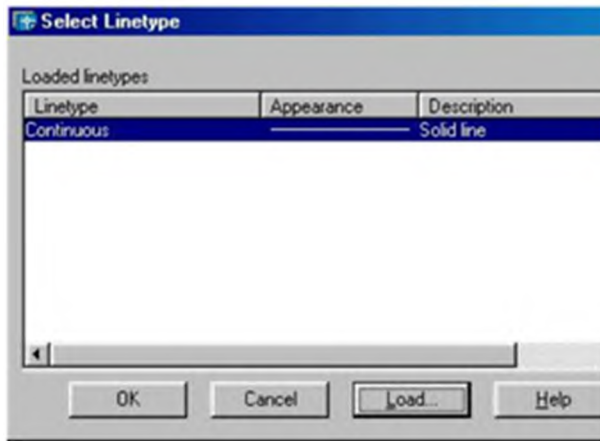 Select Linetype
Loaded linetypes
Linetype Appearance Description
Continuous Solid line
OK Cancel Load... Help